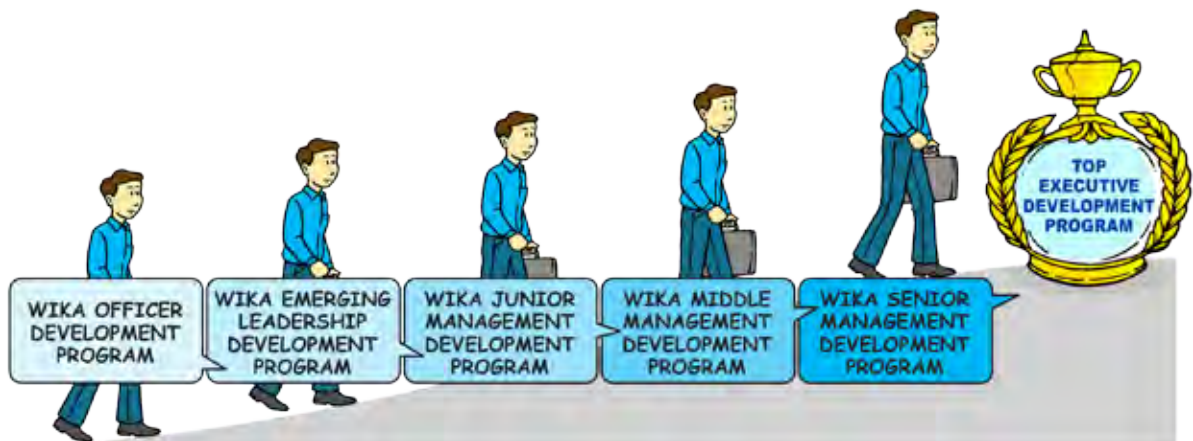 WIKA OFFICER
DEVELOPMENT
PROGRAM
WIKA EMERGING
LEADERSHIP
DEVELOPMENT
PROGRAM
WIKA JUNIOR
MANAGEMENT
DEVELOPMENT
PROGRAM
WIKA MIDDLE
MANAGEMENT
DEVELOPMENT
PROGRAM
WIKA SENIOR
MANAGEMENT
DEVELOPMENT
PROGRAM
TOP
EXECUTIVE
DEVELOPMENT
PROGRAM